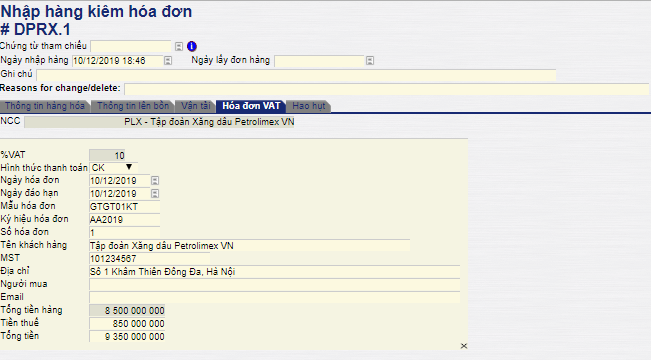 Nhập hàng kiêm hóa đơn
# DPRX.1
Chứng từ tham chiếu
Ngày nhập hàng 10/12/2019 18:46 Ngày lấy đơn hàng
Ghi chú
Reasons for change/delete:
Thông tin hàng hóa Thông tin lên bồn Vận tải Hóa đơn VAT Hao hụt
NCC PLX - Tập đoàn Xăng dầu Petrolimex VN
%VAT 10
Hình thức thanh toán CK
Ngày hóa đơn 10/12/2019
Ngày đáo hạn 10/12/2019
Mẫu hóa đơn GTGT01KT
Ký hiệu hóa đơn AA2019
Số hóa đơn 1
Tên khách hàng Tập đoàn Xăng dầu Petrolimex VN
MST 101234567
Địa chỉ Số 1 Khâm Thiên Đống Đa, Hà Nội
Người mua
Email
Tổng tiền hàng 8 500 000 000
Tiền thuế 850 000 000
Tổng tiền 9 350 000 000